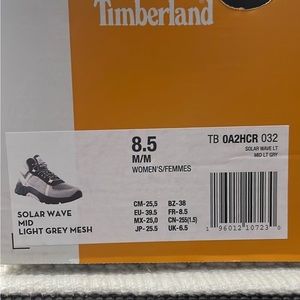 Timberland
8.5
M/M
WOMEN'S/FEMMES
TB 0A2HCR 032
SOLAR WAVE LT
MID LT GRY
SOLAR WAVE
MID
LIGHT GREY MESH
CM-25,5 BZ-38
EU- 39.5 FR-8.5
MX-25,0 CN-255(1.5)
JP- 25.5 UK-6.5
1 96012 10723 0